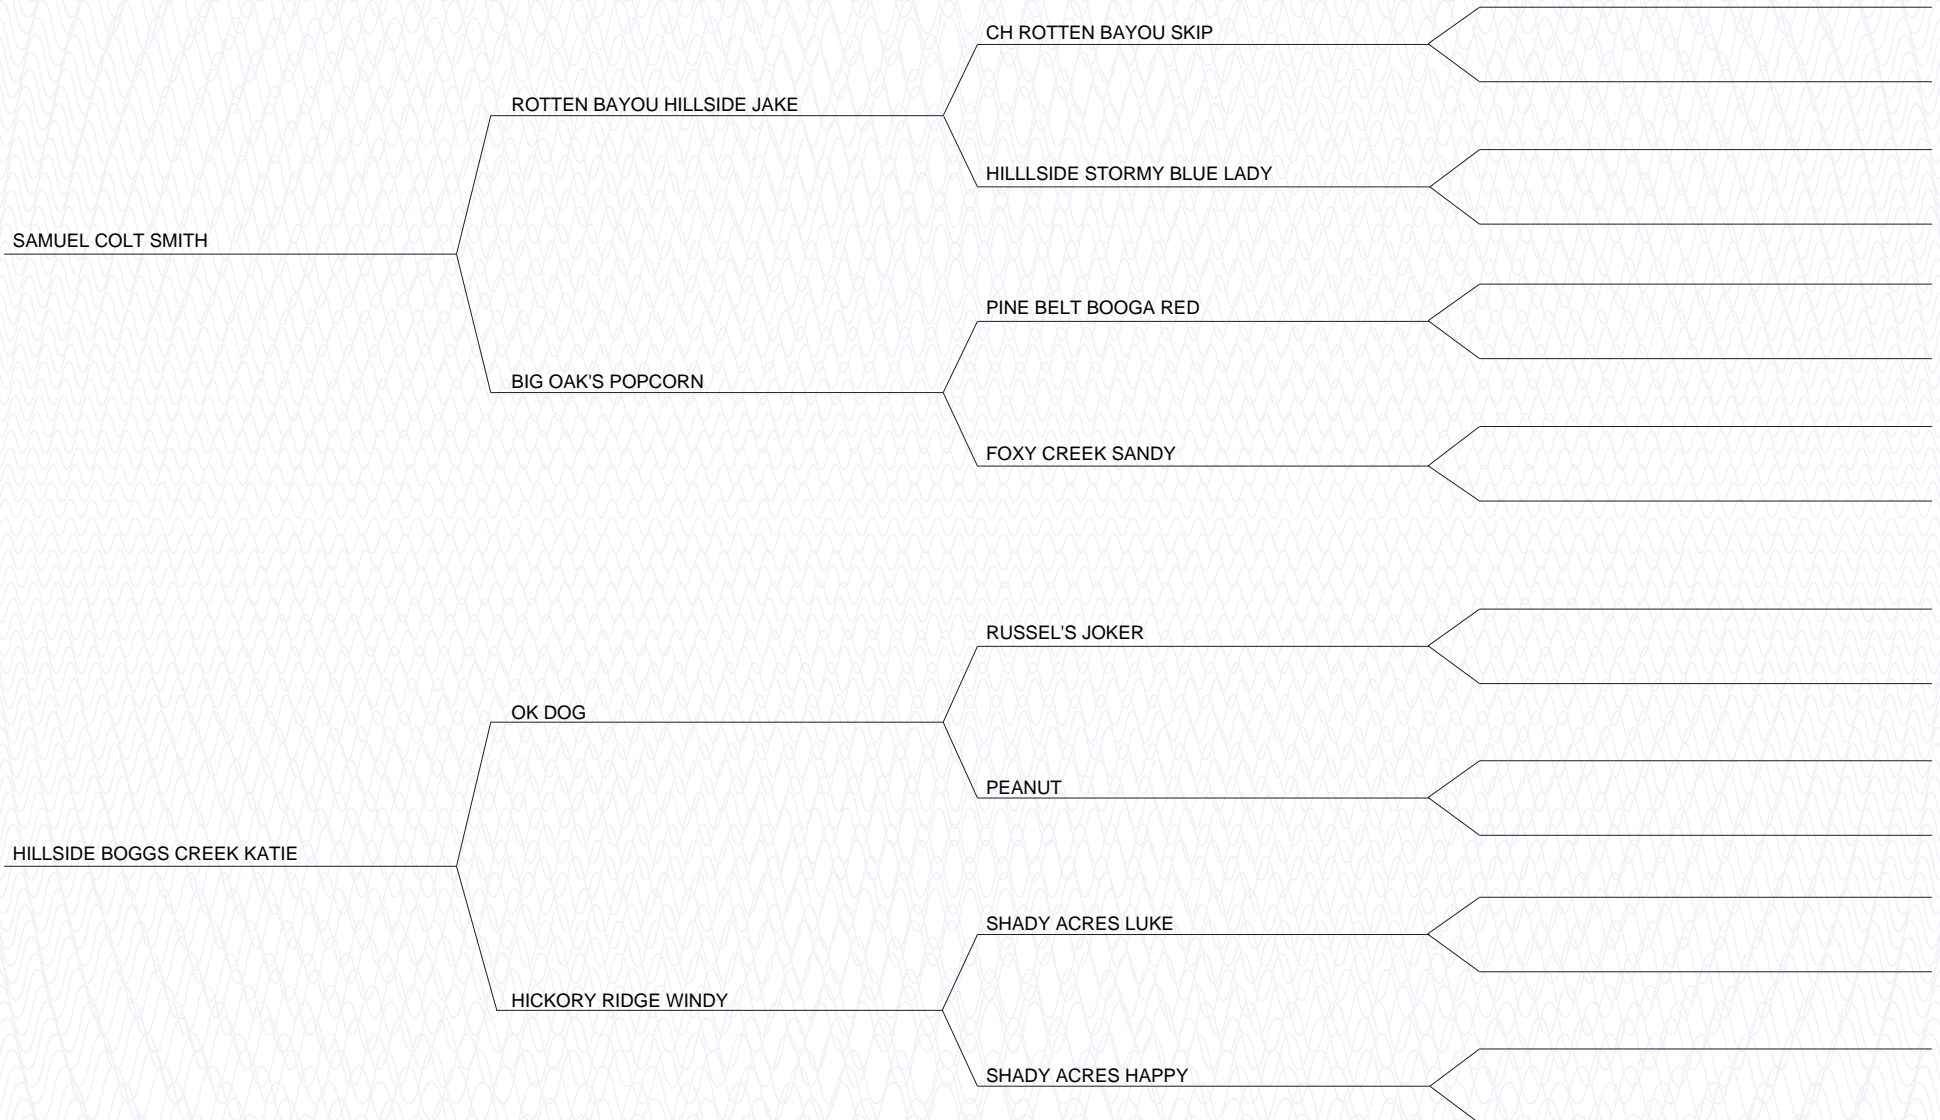 CH ROTTEN BAYOU SKIP
ROTTEN BAYOU HILLSIDE JAKE
HILLLSIDE STORMY BLUE LADY
SAMUEL COLT SMITH
PINE BELT BOOGA RED
BIG OAK'S POPCORN
FOXY CREEK SANDY
RUSSEL'S JOKER
OK DOG
PEANUT
HILLSIDE BOGGS CREEK KATIE
SHADY ACRES LUKE
HICKORY RIDGE WINDY
SHADY ACRES HAPPY